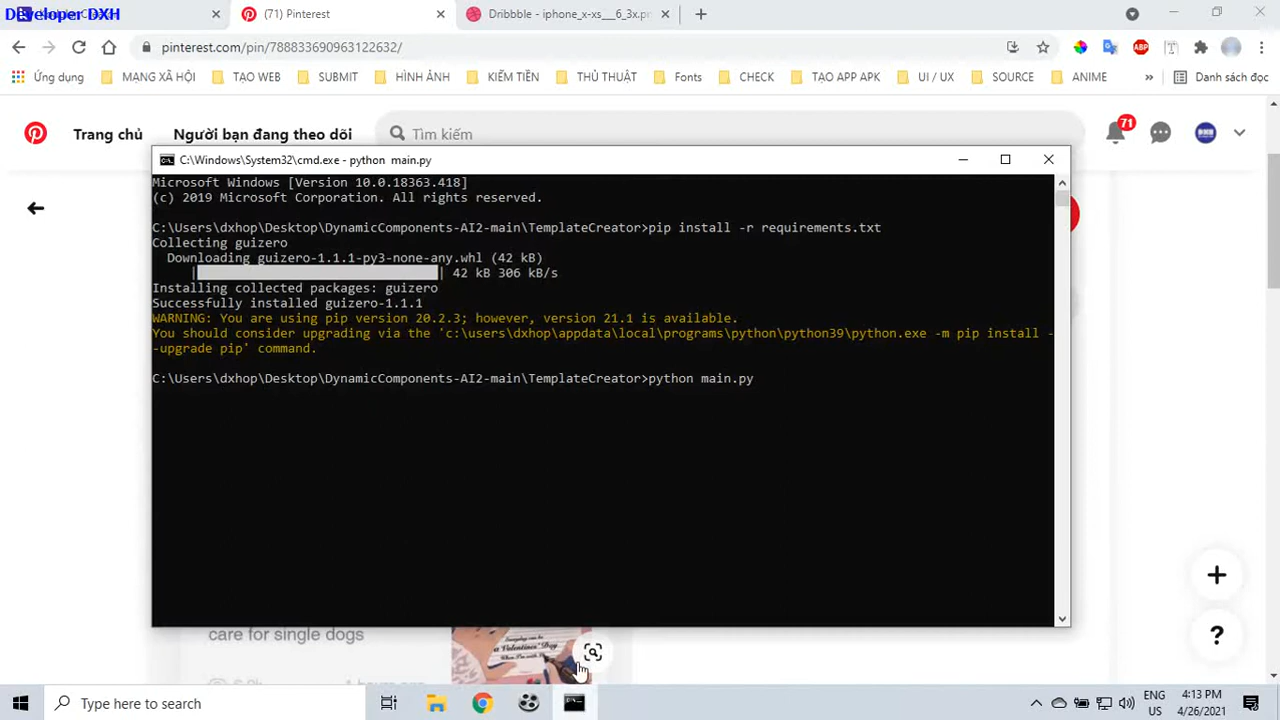 Developer DXH
(71) Pinterest
Dribbble - iphone_x-xs___6_3x.pn
pinterest.com/pin/788833690963122632/
ABP
Ứng dụng
MẠNG XÃ HỘI
TẠO WEB
SUBMIT
HÌNH ẢNH
KIẾM TIỀN
THỦ THUẬT
Fonts
CHECK
TẠO APP APK
UI / UX
SOURCE
ANIME
»
Danh sách đọc
Trang chủ
Người bạn đang theo dõi
Tìm kiếm
71
C:\Windows\System32\cmd.exe - python  main.py
Microsoft Windows [Version 10.0.18363.418]
(c) 2019 Microsoft Corporation. All rights reserved.
C:\Users\dxhop\Desktop\DynamicComponents-AI2-main\TemplateCreator>pip install -r requirements.txt
Collecting guizero
Downloading guizero-1.1.1-py3-none-any.whl (42 kB)
| | 42 kB 306 kB/s
Installing collected packages: guizero
Successfully installed guizero-1.1.1
WARNING: You are using pip version 20.2.3; however, version 21.1 is available.
You should consider upgrading via the 'c:\users\dxhop\appdata\local\programs\python\python39\python.exe -m pip install -
-upgrade pip' command.
C:\Users\dxhop\Desktop\DynamicComponents-AI2-main\TemplateCreator>python main.py
care for single dogs
a Valentines' Day
?
Type here to search
ENG
US
4:13 PM
4/26/2021